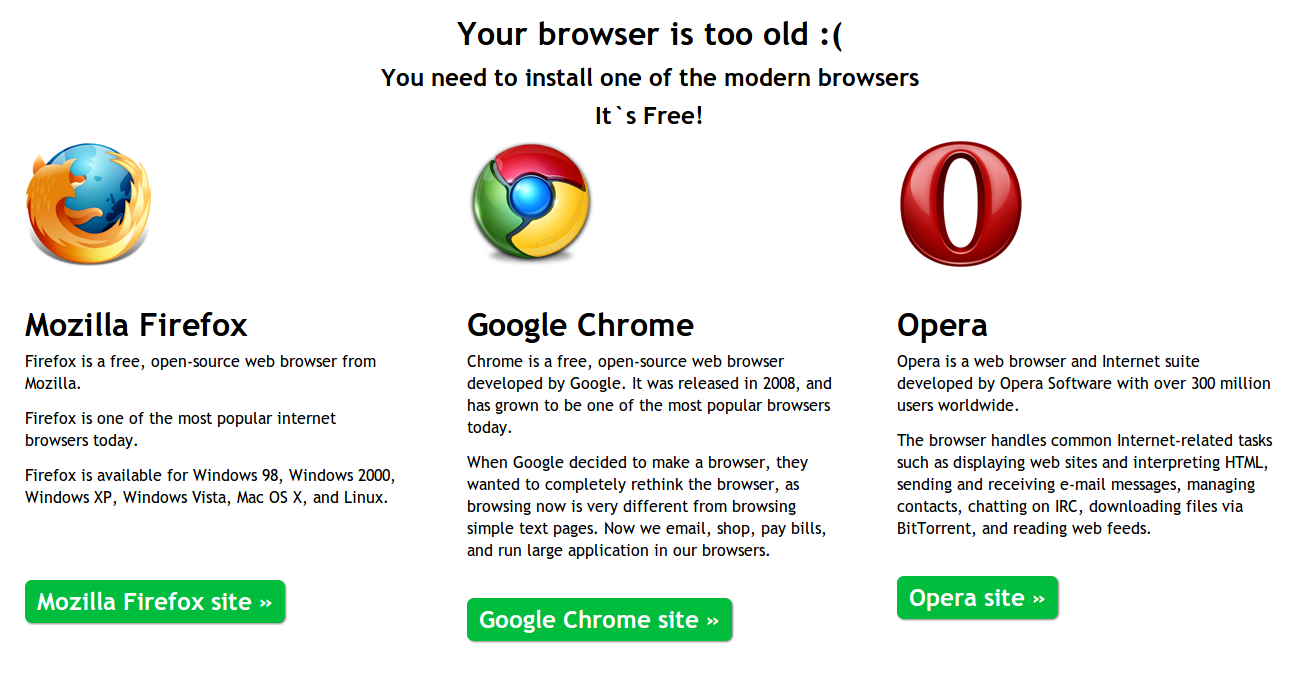 Your browser is too old :(
You need to install one of the modern browsers
It`s Free!
Mozilla Firefox
Firefox is a free, open-source web browser from
Mozilla.
Firefox is one of the most popular internet
browsers today.
Firefox is available for Windows 98, Windows 2000,
Windows XP, Windows Vista, Mac OS X, and Linux.
Mozilla Firefox site »
Google Chrome
Chrome is a free, open-source web browser
developed by Google. It was released in 2008, and
has grown to be one of the most popular browsers
today.
When Google decided to make a browser, they
wanted to completely rethink the browser, as
browsing now is very different from browsing
simple text pages. Now we email, shop, pay bills,
and run large application in our browsers.
Google Chrome site »
Opera
Opera is a web browser and Internet suite
developed by Opera Software with over 300 million
users worldwide.
The browser handles common Internet-related tasks
such as displaying web sites and interpreting HTML,
sending and receiving e-mail messages, managing
contacts, chatting on IRC, downloading files via
BitTorrent, and reading web feeds.
Opera site »